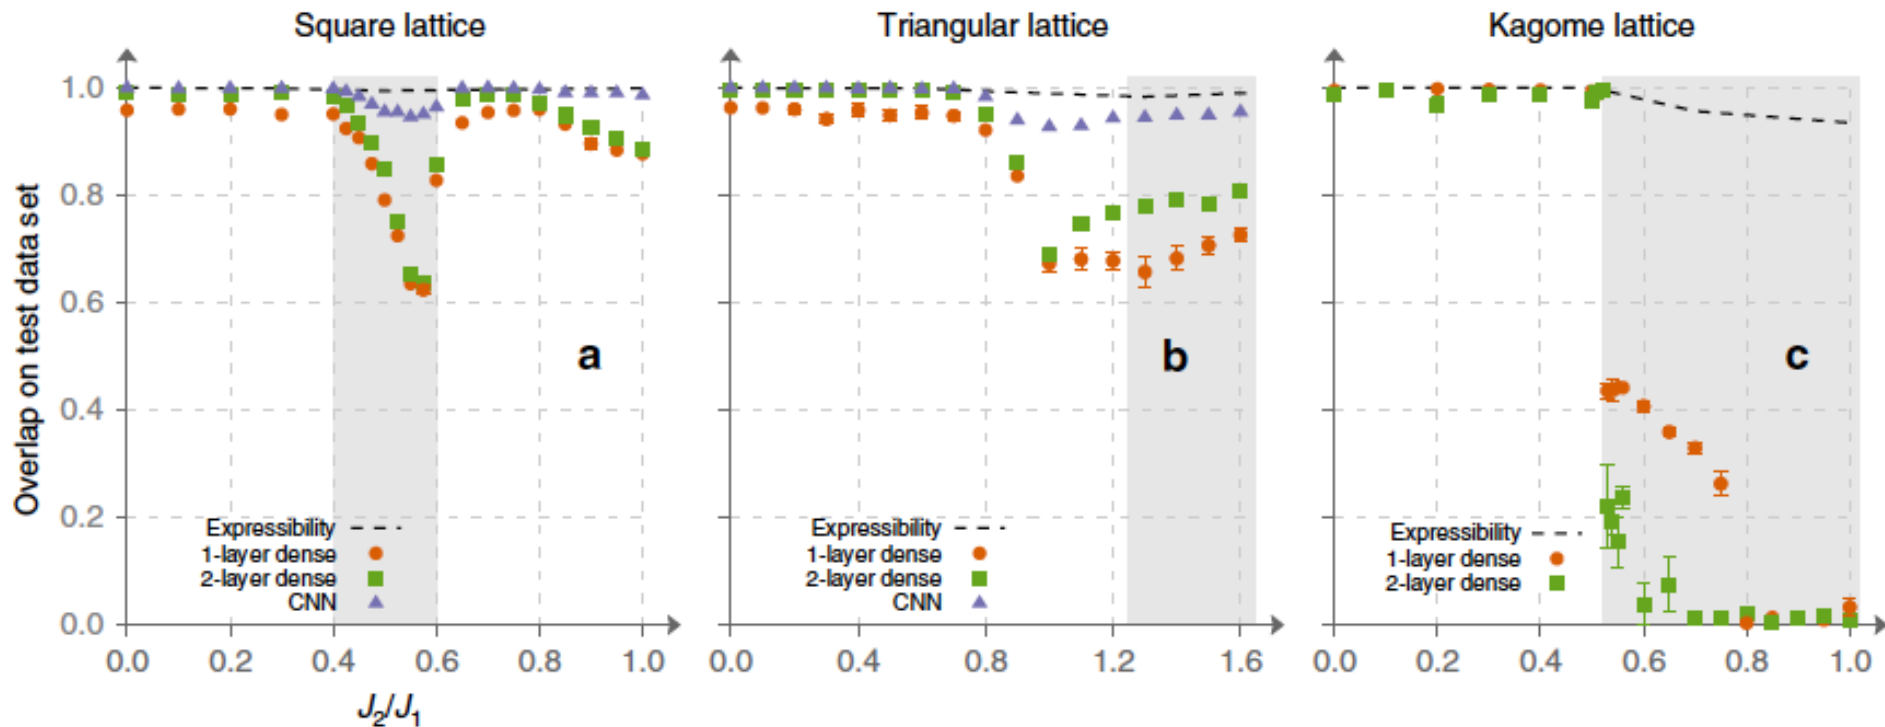 Square lattice
Triangular lattice
Kagome lattice
Overlap on test data set
1.0
0.8
0.6
0.4
0.2
0.0
a
Expressibility
1-layer dense
2-layer dense
CNN
0.0 0.2 0.4 0.6 0.8 1.0
J2/J1
b
Expressibility
1-layer dense
2-layer dense
CNN
0.0 0.4 0.8 1.2 1.6
c
Expressibility
1-layer dense
2-layer dense
0.0 0.2 0.4 0.6 0.8 1.0